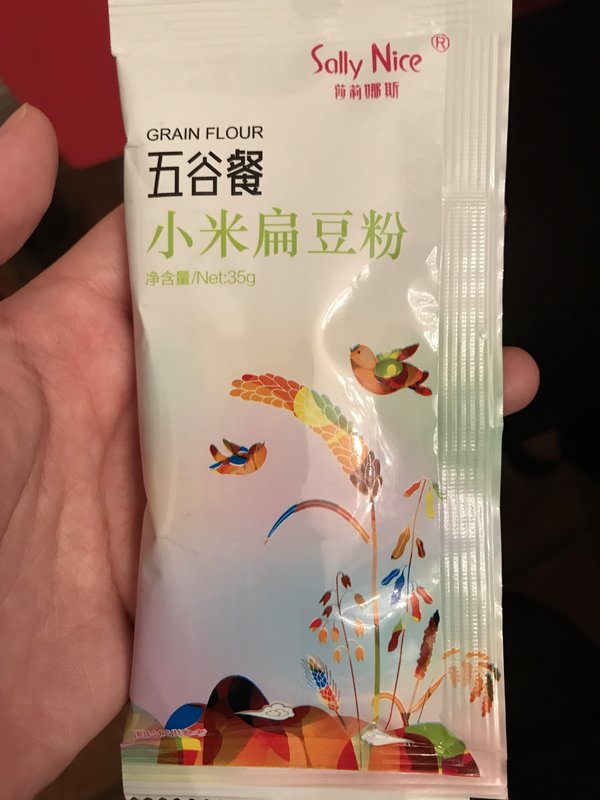 Sally Nice ®
莎莉娜斯
GRAIN FLOUR
五谷餐
小米扁豆粉
净含量/Net:35g